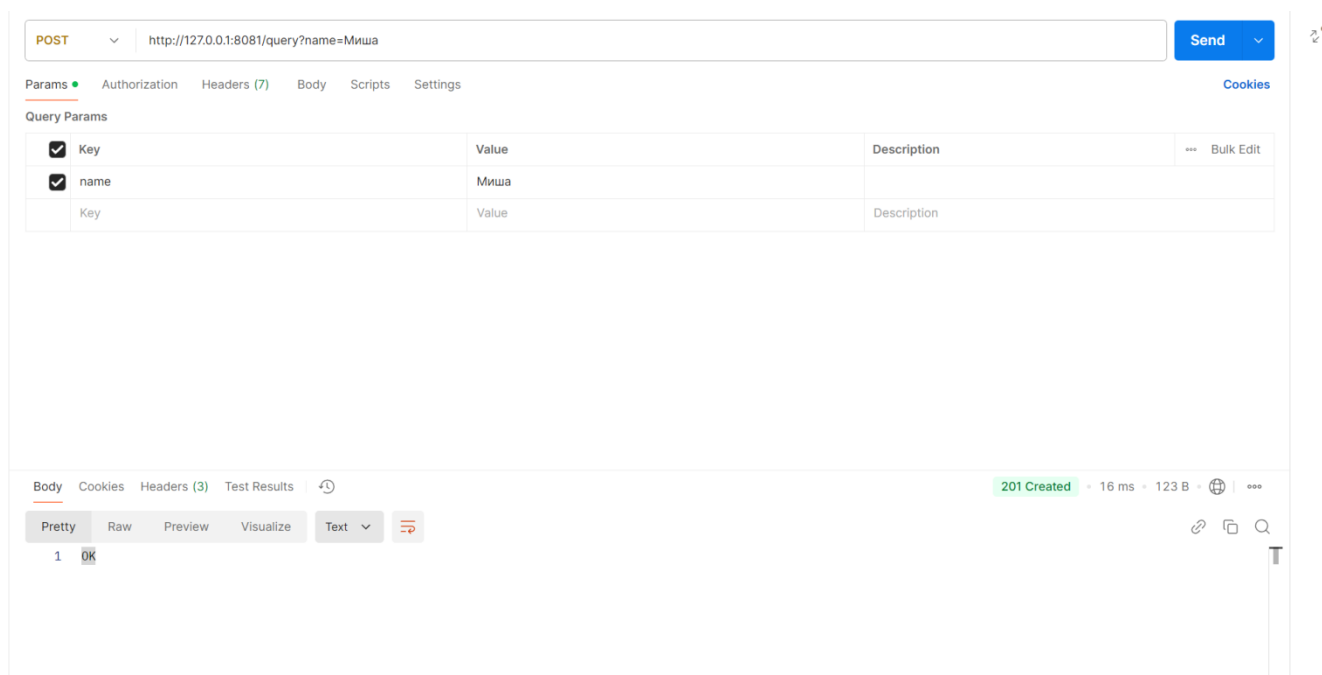 POST http://127.0.0.1:8081/query?name=Миша Send
Params Authorization Headers (7) Body Scripts Settings Cookies
Query Params
Key Value Description Bulk Edit
name Миша
Key Value Description
Body Cookies Headers (3) Test Results 201 Created 16 ms 123 B
Pretty Raw Preview Visualize Text
1 OK